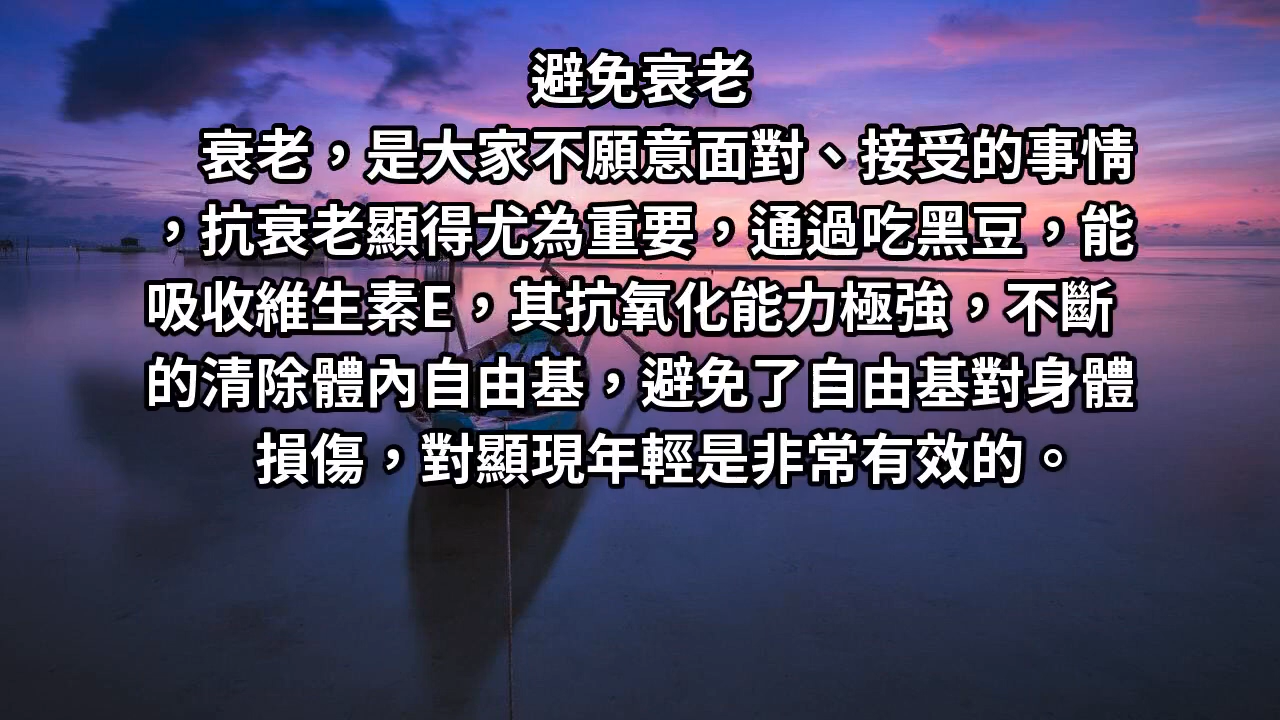 避免衰老
衰老，是大家不願意面對、接受的事情
，抗衰老顯得尤為重要，通過吃黑豆，能
吸收維生素E，其抗氧化能力極強，不斷
的清除體內自由基，避免了自由基對身體
損傷，對顯現年輕是非常有效的。